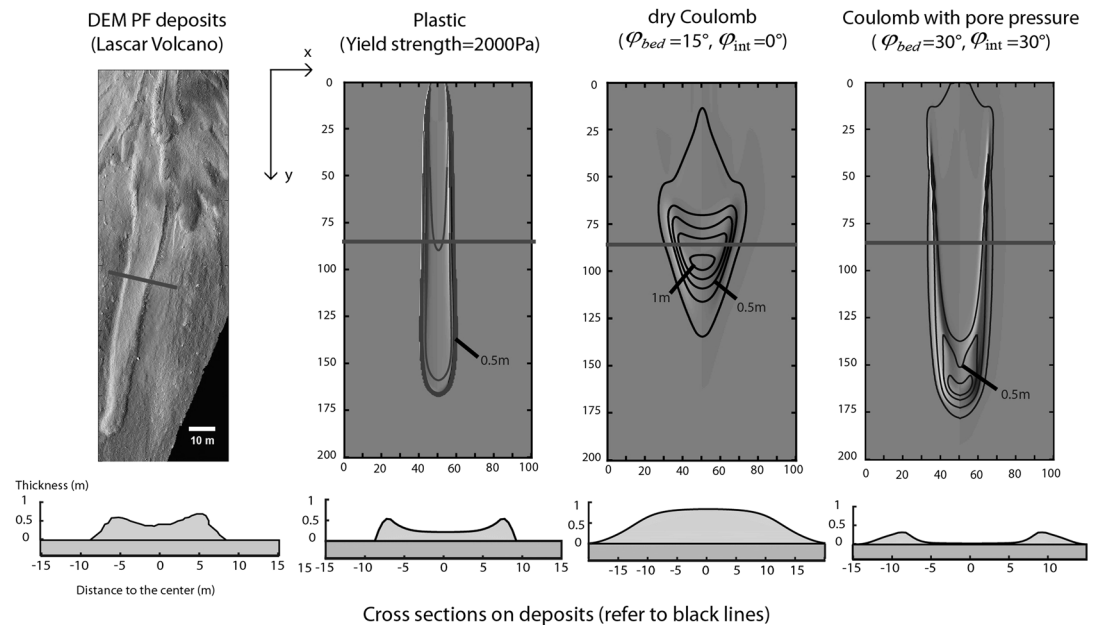 DEM PF deposits
(Lascar Volcano)
Plastic
(Yield strength=2000Pa)
dry Coulomb
(φbed =15°, φint =0°)
Coulomb with pore pressure
( φbed =30°, φint =30°)
x
y
10 m
0
25
50
75
100
125
150
175
200
0 20 40 60 80 100
0.5m
0
25
50
75
100
125
150
175
200
0 20 40 60 80 100
1m
0.5m
0
25
50
75
100
125
150
175
200
0 20 40 60 80 100
0.5m
Thickness (m)
1
0.5
0
-15 -10 -5 0 5 10 15
Distance to the center (m)
1
0.5
0
15 -15 -10 -5 0 5 10 15
1
0.5
0
-15 -10 -5 0 5 10 15 20
1
0.5
0
-15 -10 -5 0 5 10
Cross sections on deposits (refer to black lines)